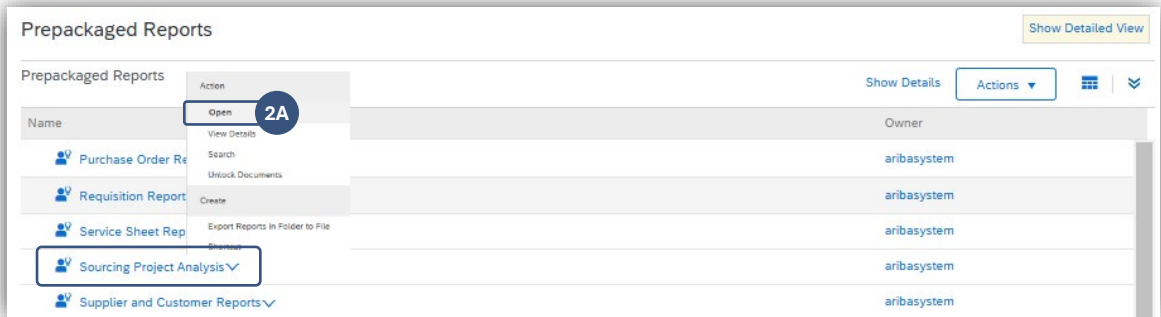 Prepackaged Reports
Show Detailed View
Prepackaged Reports
Show Details
Actions
Action
Open
2A
View Details
Search
Unlock Documents
Create
Export Reports in Folder to File
Shortcut
Name
Owner
Purchase Order Re
aribasystem
Requisition Report
aribasystem
Service Sheet Rep
aribasystem
Sourcing Project Analysis
aribasystem
Supplier and Customer Reports
aribasystem